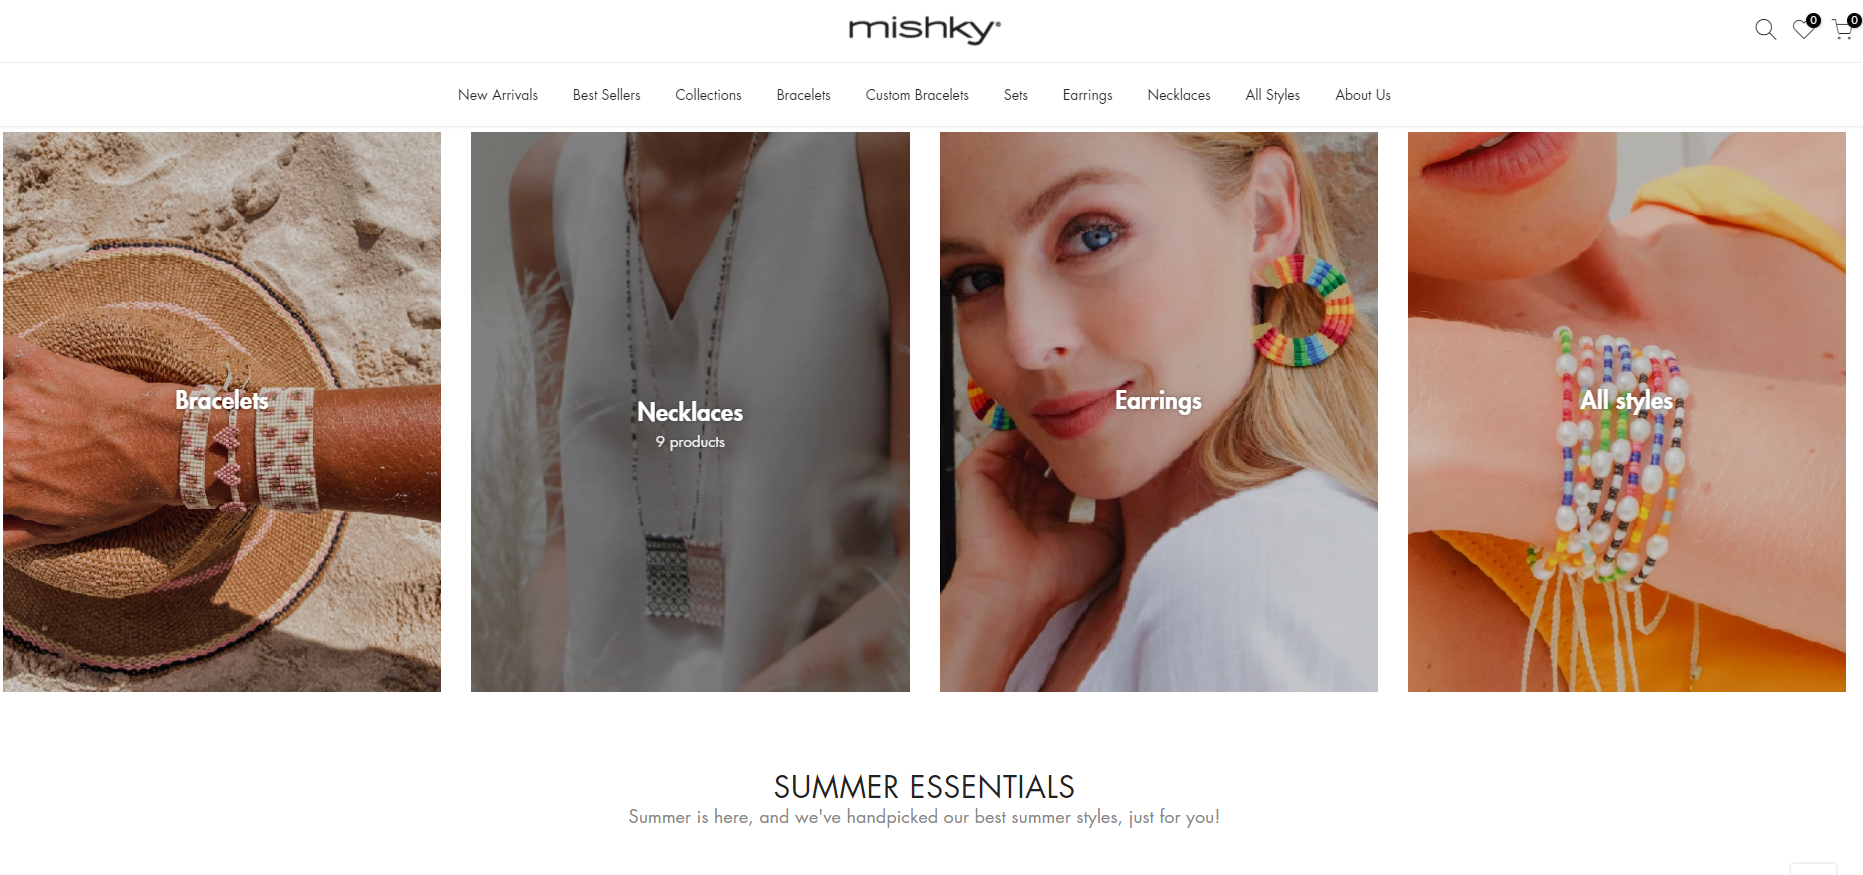 mishky®
0
0
New Arrivals
Best Sellers
Collections
Bracelets
Custom Bracelets
Sets
Earrings
Necklaces
All Styles
About Us
Bracelets
Necklaces
9 products
Earrings
All styles
SUMMER ESSENTIALS
Summer is here, and we've handpicked our best summer styles, just for you!